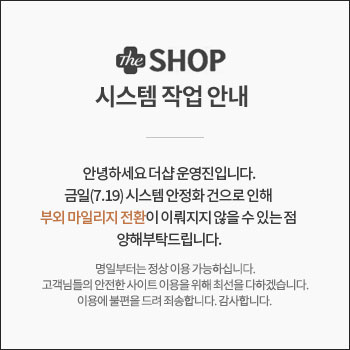 The SHOP
시스템 작업 안내
안녕하세요 더샵 운영진입니다.
금일(7.19) 시스템 안정화 건으로 인해
부외 마일리지 전환이 이뤄지지 않을 수 있는 점
양해부탁드립니다.
명일부터는 정상 이용 가능하십니다.
고객님들의 안전한 사이트 이용을 위해 최선을 다하겠습니다.
이용에 불편을 드려 죄송합니다. 감사합니다.